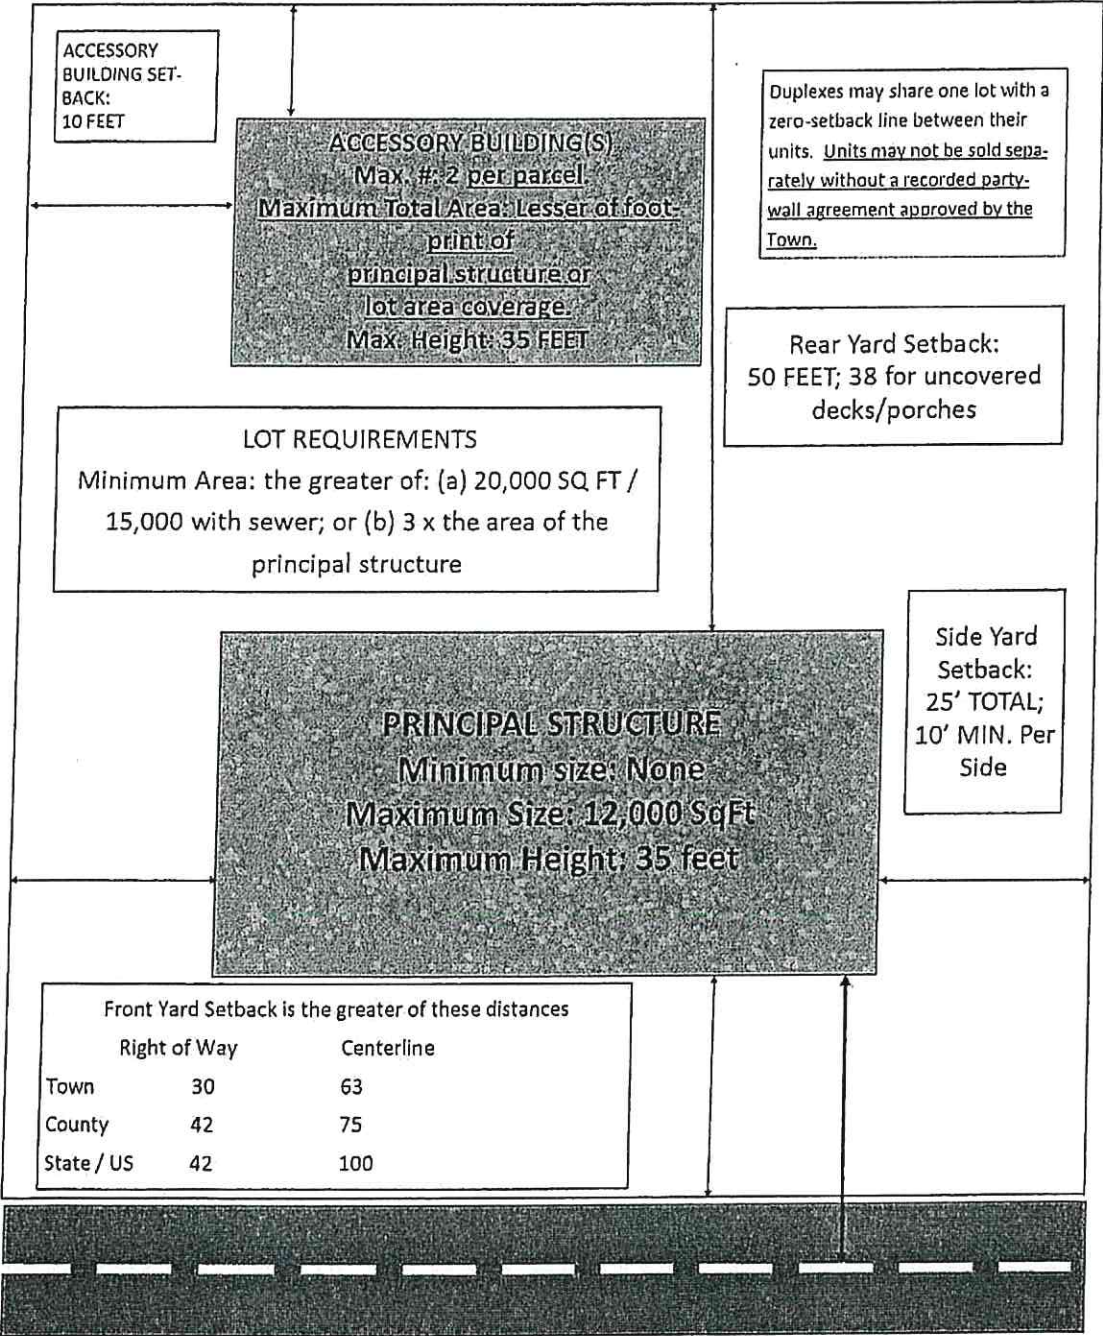 ACCESSORY
BUILDING SET-
BACK:
10 FEET
ACCESSORY BUILDING(S)
Max. #: 2 per parcel.
Maximum Total Area: Lesser of foot-
print of
principal structure or
lot area coverage.
Max. Height: 35 FEET
Duplexes may share one lot with a
zero-setback line between their
units. Units may not be sold sepa-
rately without a recorded party-
wall agreement approved by the
Town.
Rear Yard Setback:
50 FEET; 38 for uncovered
decks/porches
LOT REQUIREMENTS
Minimum Area: the greater of: (a) 20,000 SQ FT /
15,000 with sewer; or (b) 3 x the area of the
principal structure
Side Yard
Setback:
25' TOTAL;
10' MIN. Per
Side
PRINCIPAL STRUCTURE
Minimum size: None
Maximum Size: 12,000 SqFt
Maximum Height: 35 feet
Front Yard Setback is the greater of these distances
Right of Way Centerline
Town 30 63
County 42 75
State / US 42 100